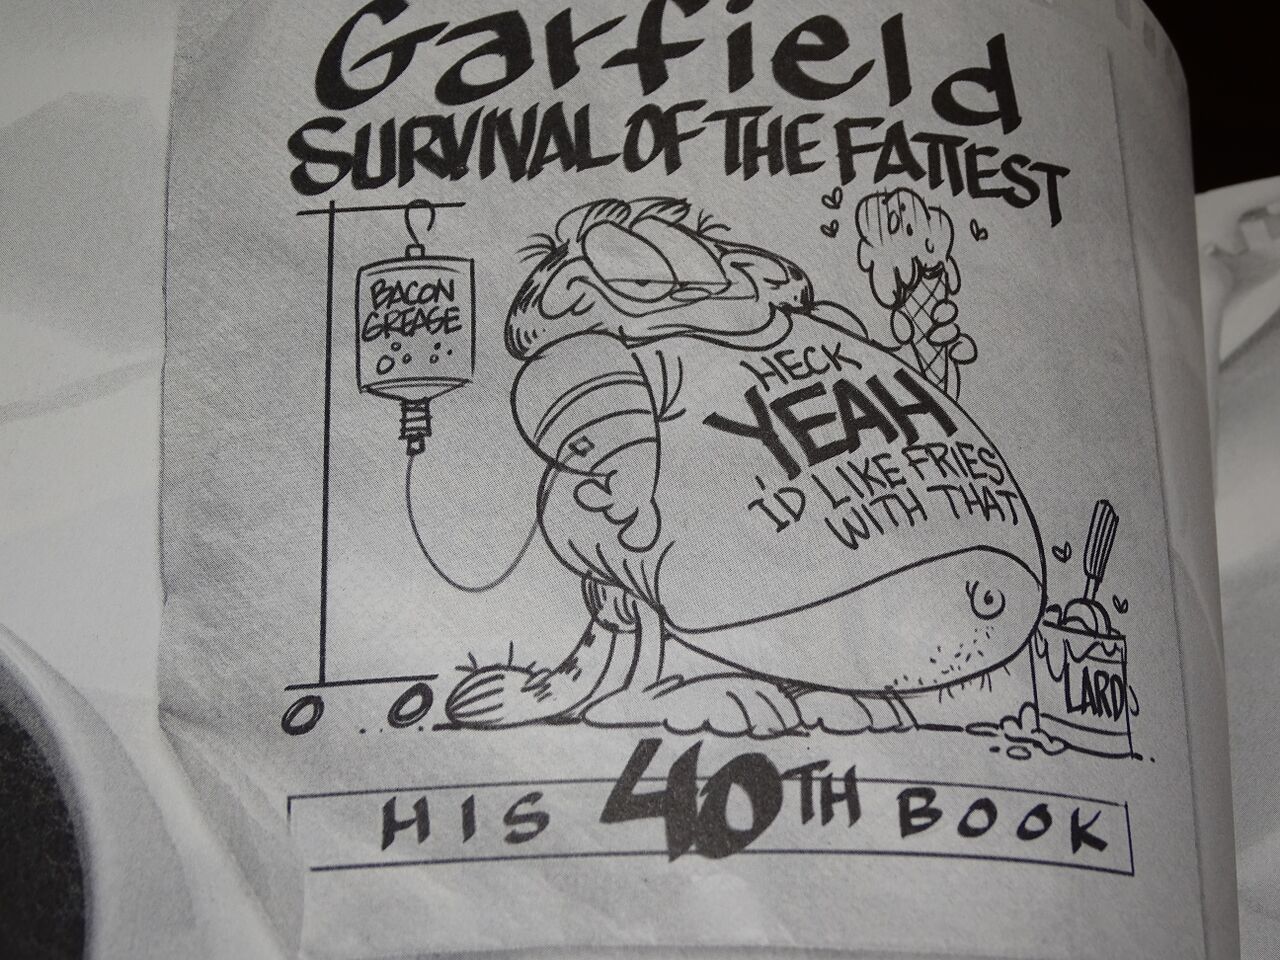 Garfield
SURVIVAL OF THE FATTEST
BACON
GREASE
HECK
YEAH
I'D LIKE FRIES
WITH THAT
LARD
HIS 40TH BOOK